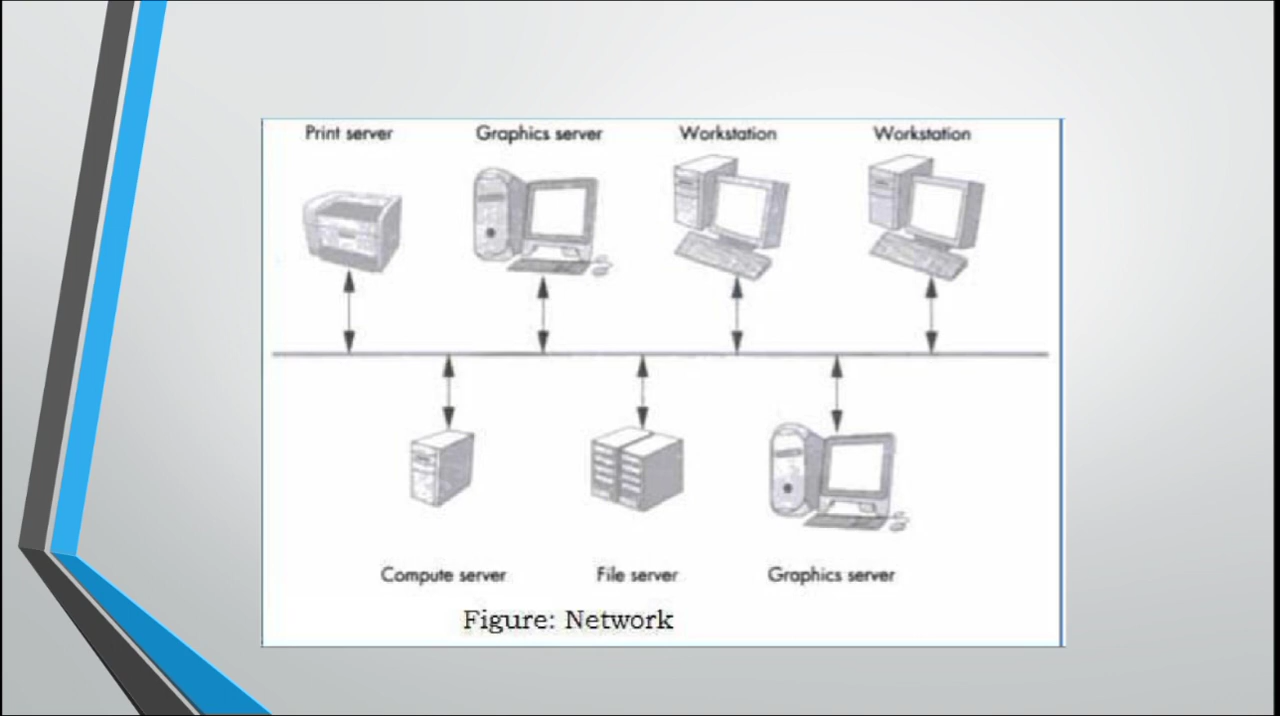 Print server
Graphics server
Workstation
Workstation
Compute server
File server
Graphics server
Figure: Network